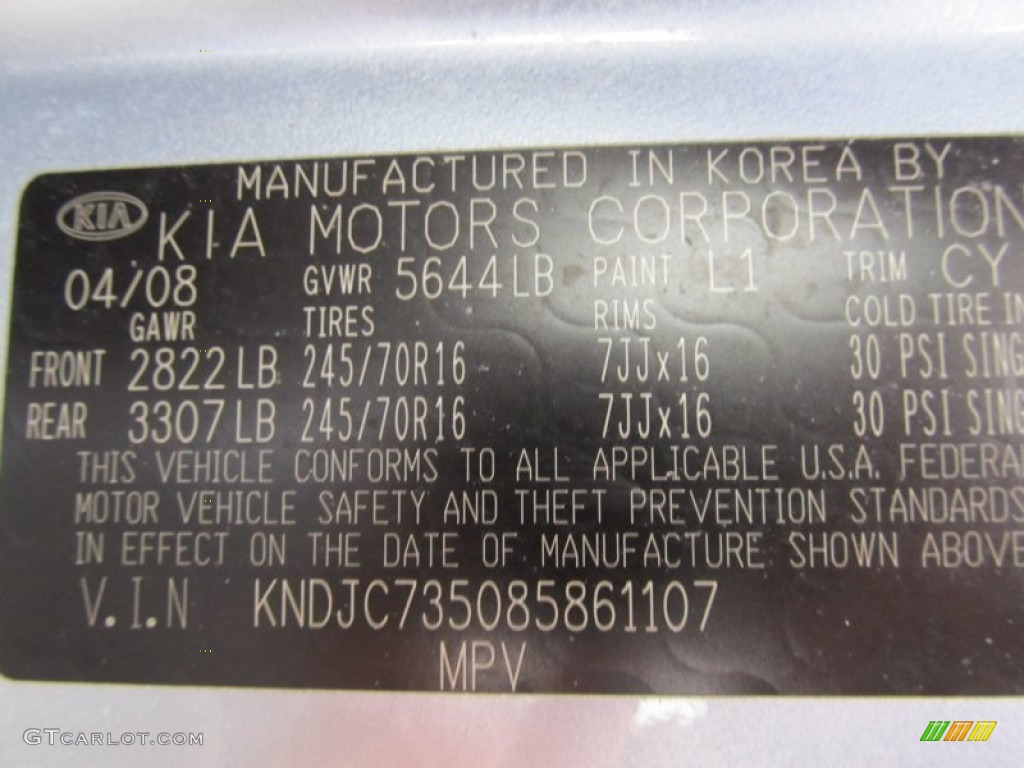 MANUFACTURED IN KOREA BY
KIA KIA MOTORS CORPORATION
04/08 GVWR 5644LB PAINT L1 TRIM CY
GAWR TIRES RIMS COLD TIRE IN
FRONT 2822LB 245/70R16 7JJx16 30 PSI SING
REAR 3307LB 245/70R16 7JJx16 30 PSI SING
THIS VEHICLE CONFORMS TO ALL APPLICABLE U.S.A. FEDERAL
MOTOR VEHICLE SAFETY AND THEFT PREVENTION STANDARDS
IN EFFECT ON THE DATE OF MANUFACTURE SHOWN ABOVE
V.I.N KNDJC735085861107
MPV
GTCARLOT.COM